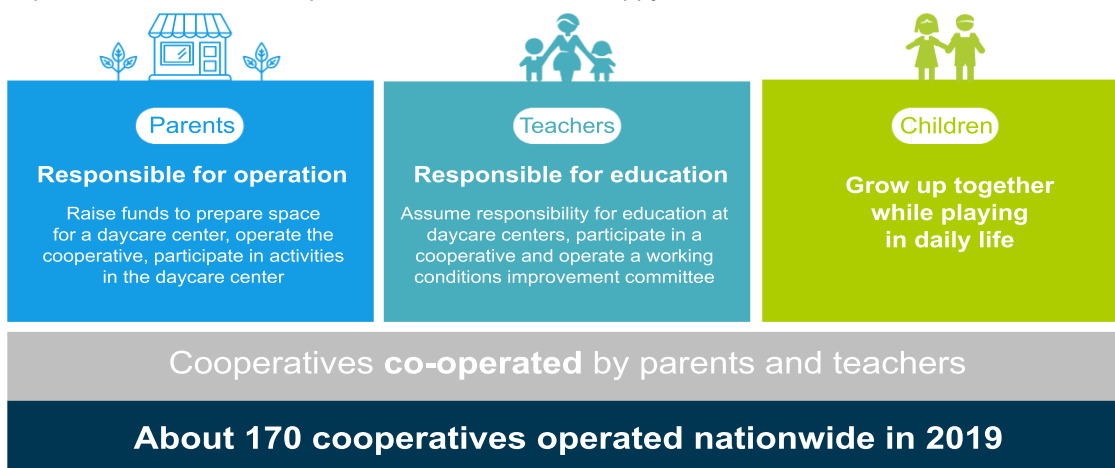 Parents
Responsible for operation
Raise funds to prepare space
for a daycare center, operate the
cooperative, participate in activities
in the daycare center
Teachers
Responsible for education
Assume responsibility for education at
daycare centers, participate in a
cooperative and operate a working
conditions improvement committee
Children
Grow up together
while playing
in daily life
Cooperatives co-operated by parents and teachers
About 170 cooperatives operated nationwide in 2019